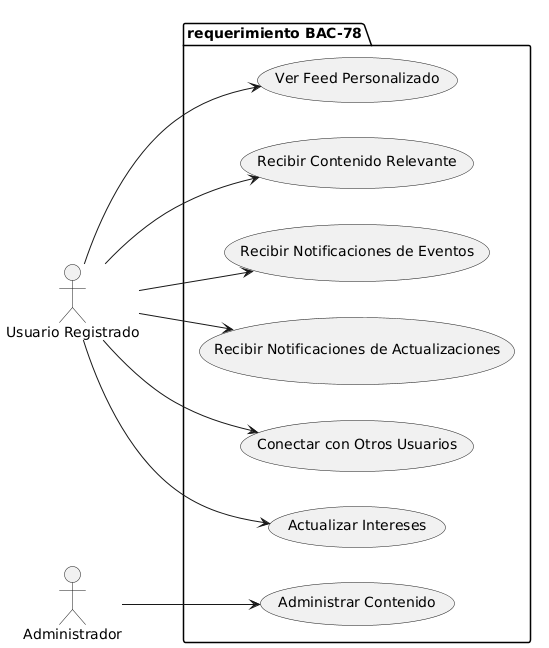 requerimiento BAC-78
Ver Feed Personalizado
Recibir Contenido Relevante
Recibir Notificaciones de Eventos
Usuario Registrado
Recibir Notificaciones de Actualizaciones
Conectar con Otros Usuarios
Actualizar Intereses
Administrar Contenido
Administrador